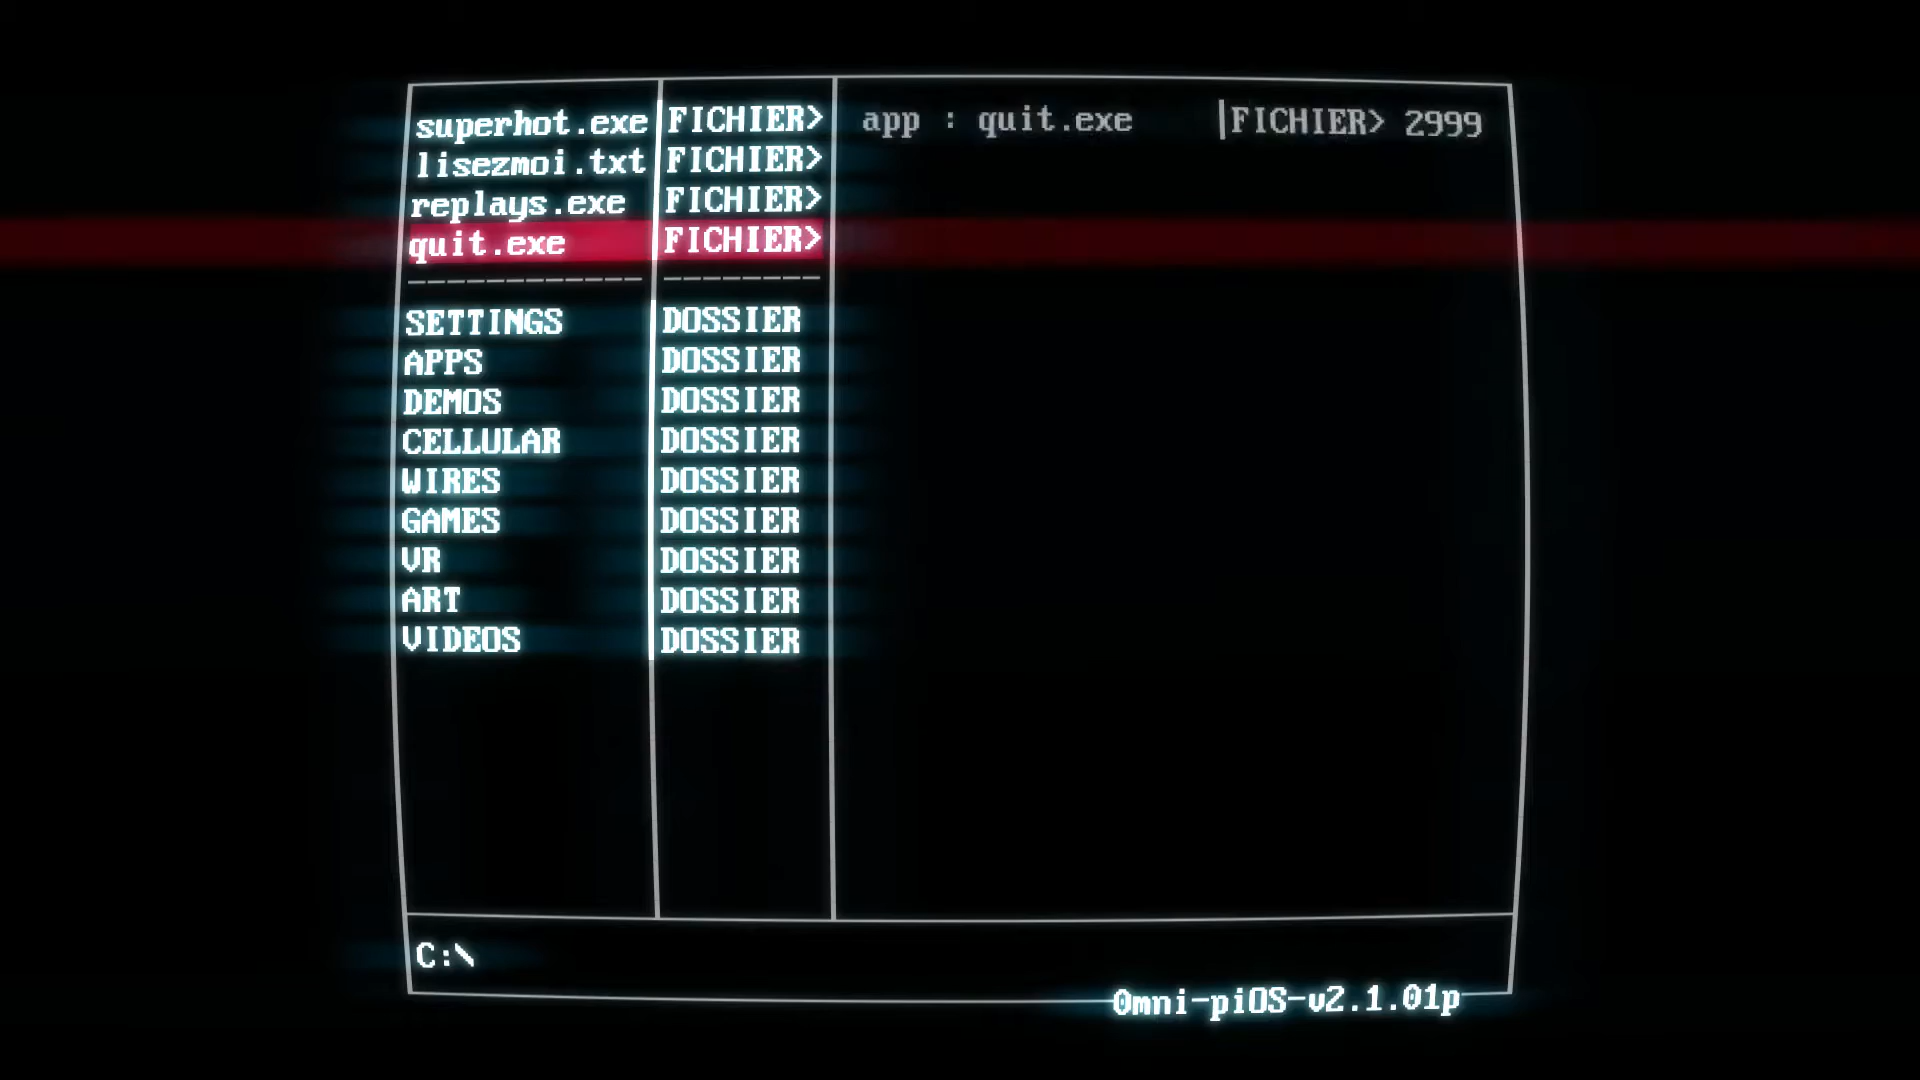 superhot.exe FICHIER> app : quit.exe |FICHIER> 2999
lisezmoi.txt FICHIER>
replays.exe FICHIER>
quit.exe FICHIER>
SETTINGS DOSSIER
APPS DOSSIER
DEMOS DOSSIER
CELLULAR DOSSIER
WIRES DOSSIER
GAMES DOSSIER
VR DOSSIER
ART DOSSIER
VIDEOS DOSSIER
C:\
0mni-piOS-v2.1.01p